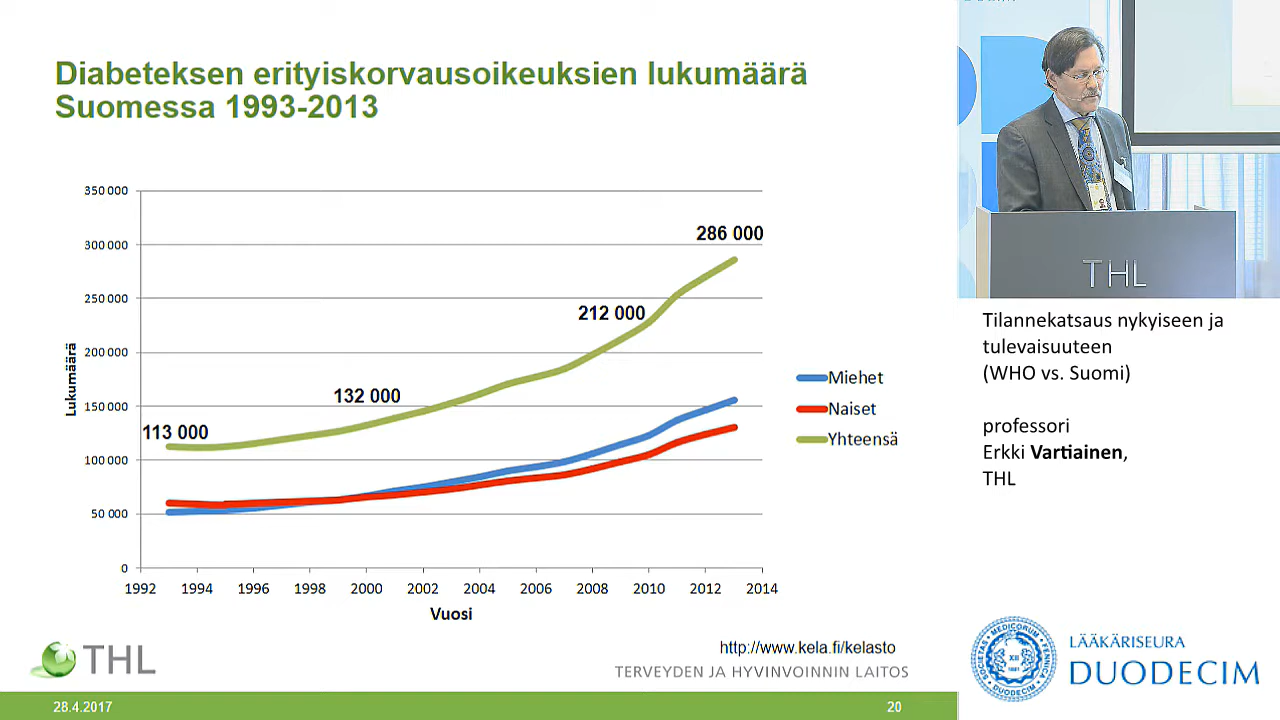 Diabeteksen erityiskorvausoikeuksien lukumäärä
Suomessa 1993-2013
350 000
300 000
250 000
200 000
150 000
100 000
50 000
0
Lukumäärä
113 000
132 000
212 000
286 000
1992 1994 1996 1998 2000 2002 2004 2006 2008 2010 2012 2014
Vuosi
Miehet
Naiset
Yhteensä
http://www.kela.fi/kelasto
THL
TERVEYDEN JA HYVINVOINNIN LAITOS
28.4.2017
20
THL
Tilannekatsaus nykyiseen ja
tulevaisuuteen
(WHO vs. Suomi)
professori
Erkki Vartiainen,
THL
LÄÄKÄRISEURA
DUODECIM